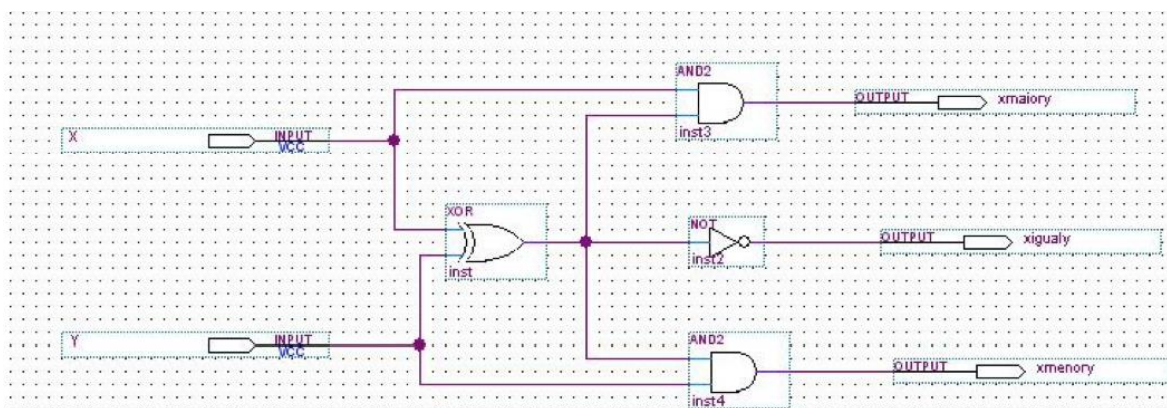 AND2
OUTPUT xmaiory
inst3
X INPUT
VCC
XOR
inst
NOT
OUTPUT xigualy
inst2
Y INPUT
VCC
AND2
OUTPUT xmenory
inst4